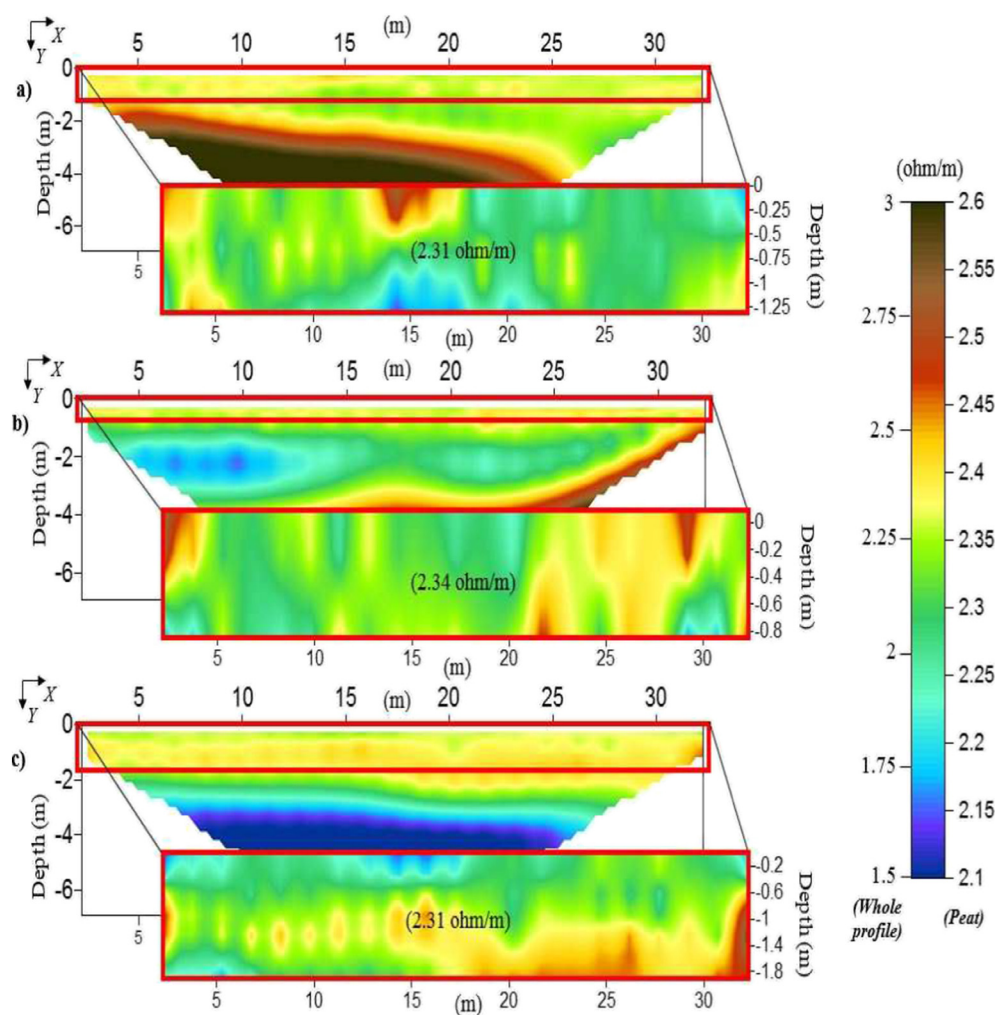 X (m)
Y 5 10 15 20 25 30
a) 0
-2
-4
-6
Depth (m)
5
0
-0.25
-0.5
-0.75
-1
-1.25
Depth (m)
(2.31 ohm/m)
5 10 15 20 25 30
(m)
X (m)
Y 5 10 15 20 25 30
b) 0
-2
-4
-6
Depth (m)
0
-0.2
-0.4
-0.6
-0.8
Depth (m)
(2.34 ohm/m)
5 10 15 20 25 30
(m)
X (m)
Y 5 10 15 20 25 30
c) 0
-2
-4
-6
Depth (m)
5
-0.2
-0.6
-1
-1.4
-1.8
Depth (m)
(2.31 ohm/m)
5 10 15 20 25 30
(m)
(ohm/m)
3 2.6
2.55
2.75 2.5
2.45
2.5 2.4
2.35
2.25
2.3
2 2.25
2.2
1.75
2.15
1.5 2.1
(Whole (Peat)
profile)